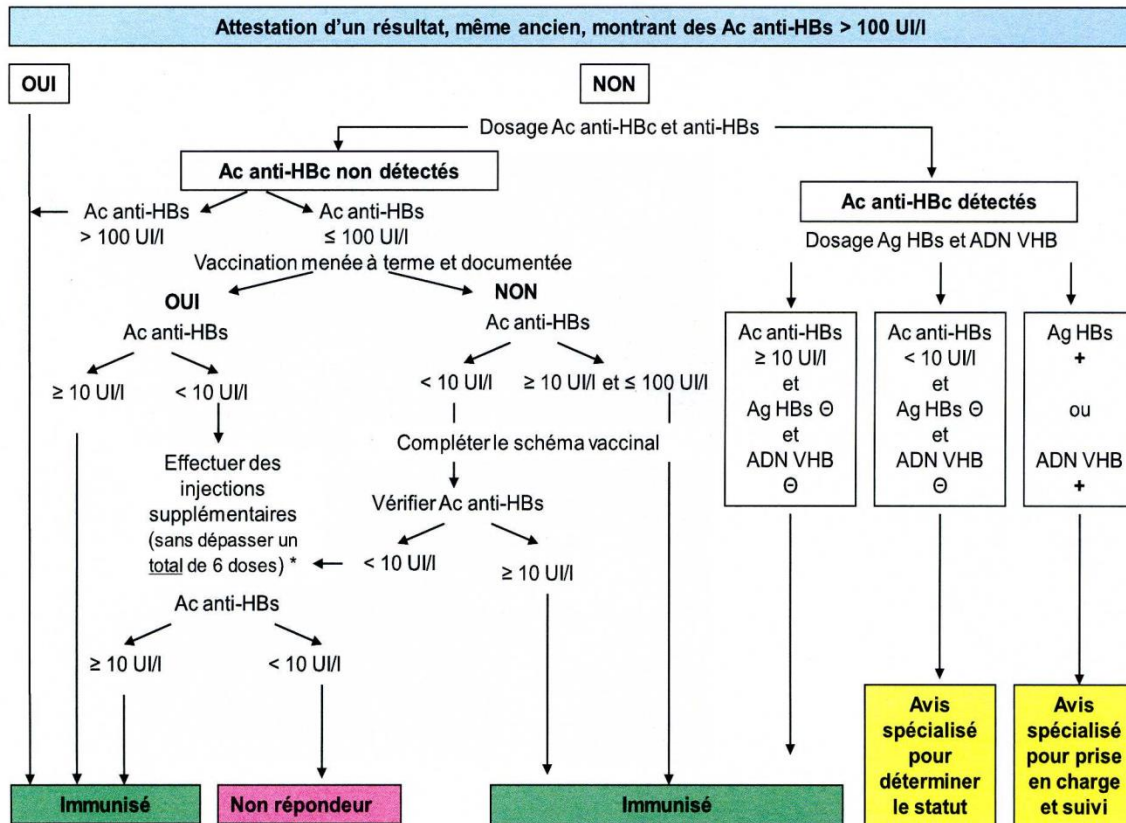 Attestation d'un résultat, même ancien, montrant des Ac anti-HBs > 100 UI/l
OUI
NON
Dosage Ac anti-HBc et anti-HBs
Ac anti-HBc non détectés
Ac anti-HBs
> 100 UI/l
Ac anti-HBs
≤ 100 UI/l
Vaccination menée à terme et documentée
OUI
Ac anti-HBs
≥ 10 UI/l
< 10 UI/l
Effectuer des
injections
supplémentaires
(sans dépasser un
total de 6 doses) *
Ac anti-HBs
≥ 10 UI/l
< 10 UI/l
NON
Ac anti-HBs
< 10 UI/l
≥ 10 UI/l et ≤ 100 UI/l
Compléter le schéma vaccinal
Vérifier Ac anti-HBs
< 10 UI/l
≥ 10 UI/l
Ac anti-HBc détectés
Dosage Ag HBs et ADN VHB
Ac anti-HBs
≥ 10 UI/l
et
Ag HBs Θ
et
ADN VHB
Θ
Ac anti-HBs
< 10 UI/l
et
Ag HBs Θ
et
ADN VHB
Θ
Ag HBs
+
ou
ADN VHB
+
Immunisé
Non répondeur
Immunisé
Avis
spécialisé
pour
déterminer
le statut
Avis
spécialisé
pour prise
en charge
et suivi